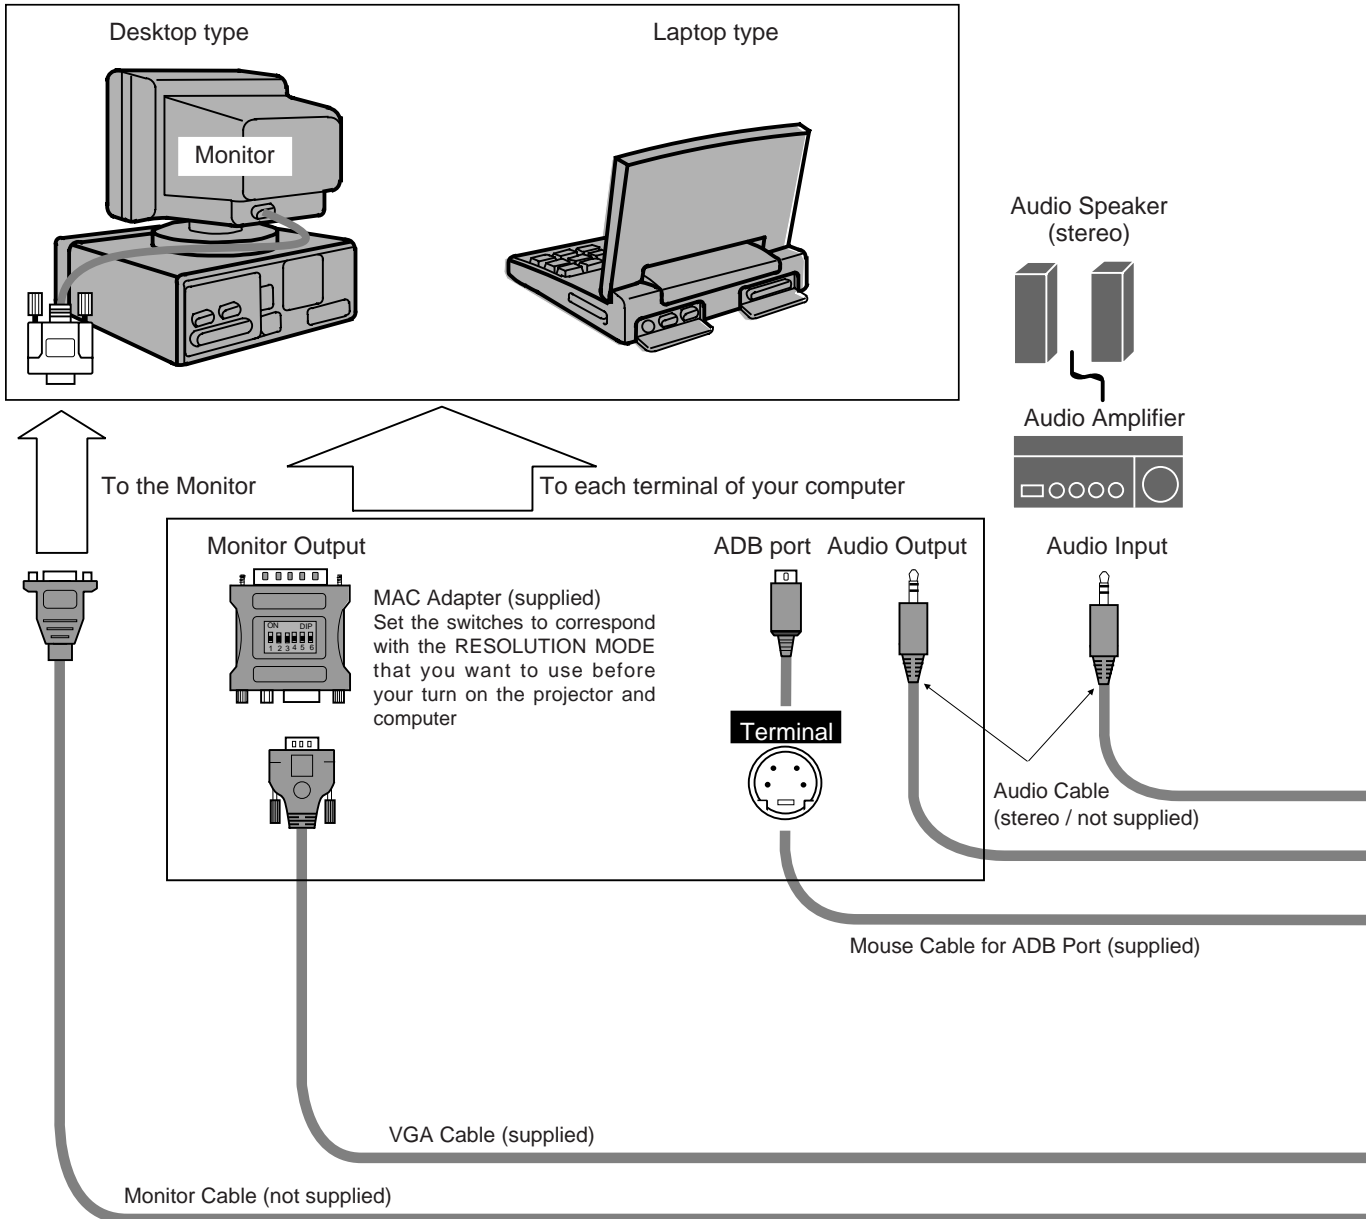 Desktop type
Laptop type
Monitor
Audio Speaker
(stereo)
Audio Amplifier
To the Monitor
To each terminal of your computer
Monitor Output
ADB port
Audio Output
Audio Input
MAC Adapter (supplied)
Set the switches to correspond
with the RESOLUTION MODE
that you want to use before
your turn on the projector and
computer
ON DIP
1 2 3 4 5 6
Terminal
Audio Cable
(stereo / not supplied)
Mouse Cable for ADB Port (supplied)
VGA Cable (supplied)
Monitor Cable (not supplied)